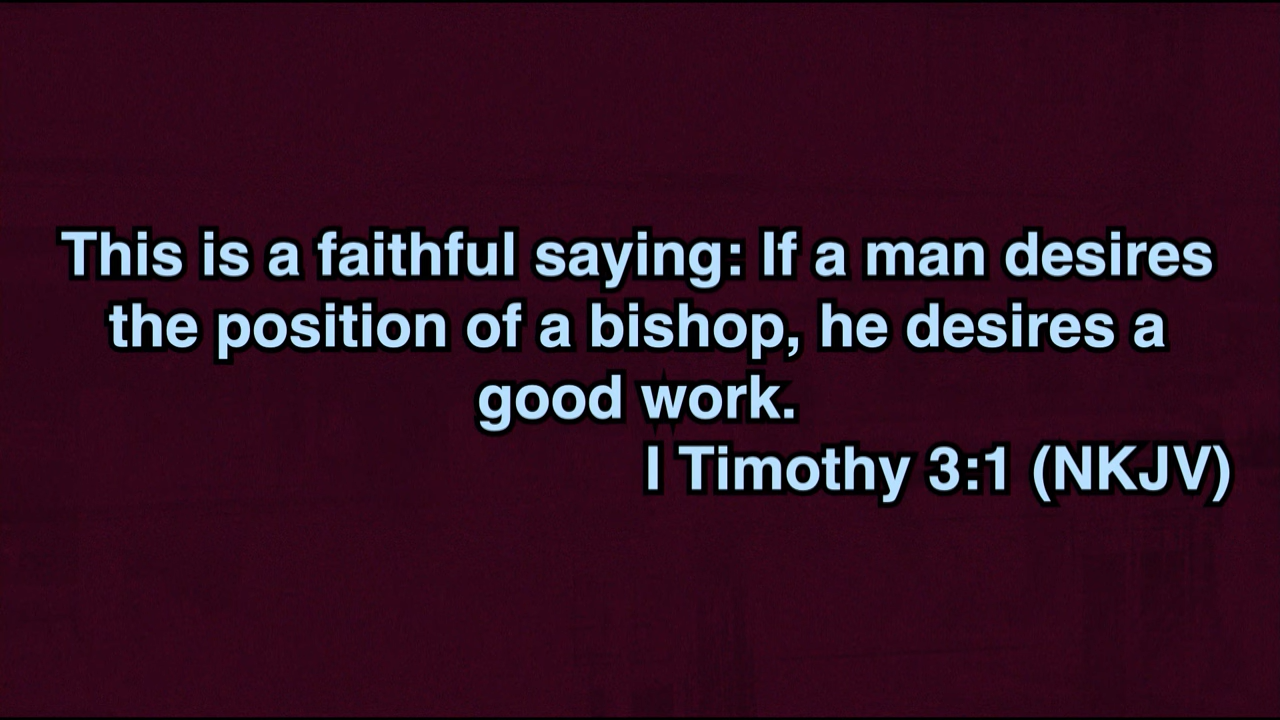 This is a faithful saying: If a man desires
the position of a bishop, he desires a
good work.
I Timothy 3:1 (NKJV)